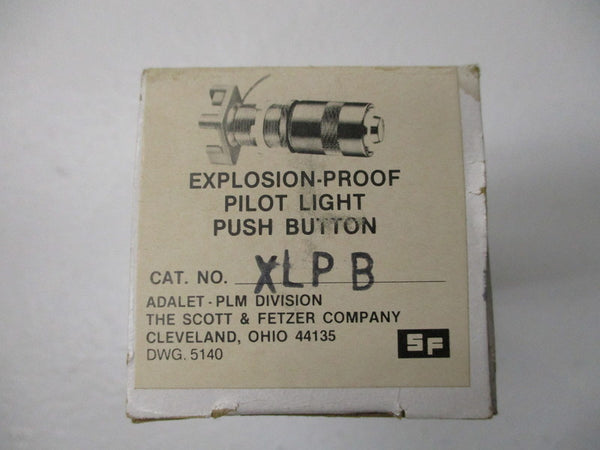 EXPLOSION-PROOF
PILOT LIGHT
PUSH BUTTON
CAT. NO. XLPB
ADALET-PLM DIVISION
THE SCOTT & FETZER COMPANY
CLEVELAND, OHIO 44135
DWG. 5140
SF